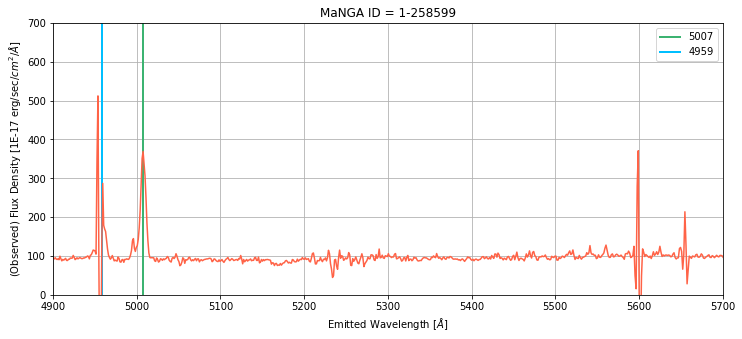 MaNGA ID = 1-258599
(Observed) Flux Density [1E-17 erg/sec/cm²/Å]
700
600
500
400
300
200
100
0
5007
4959
4900 5000 5100 5200 5300 5400 5500 5600 5700
Emitted Wavelength [Å]